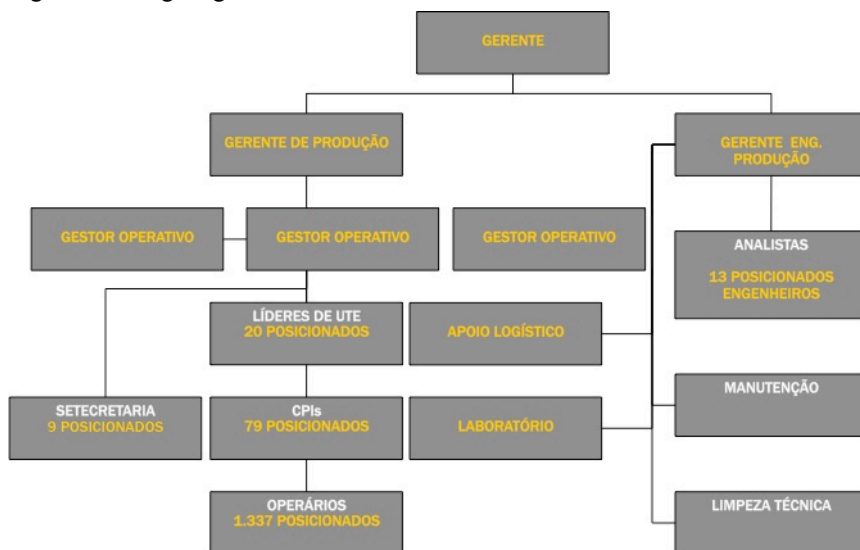 GERENTE
GERENTE DE PRODUÇÃO
GERENTE ENG.
PRODUÇÃO
GESTOR OPERATIVO
GESTOR OPERATIVO
GESTOR OPERATIVO
ANALISTAS
13 POSICIONADOS
ENGENHEIROS
LÍDERES DE UTE
20 POSICIONADOS
APOIO LOGÍSTICO
SETECRETARIA
9 POSICIONADOS
CPIs
79 POSICIONADOS
LABORATÓRIO
MANUTENÇÃO
OPERÁRIOS
1.337 POSICIONADOS
LIMPEZA TÉCNICA